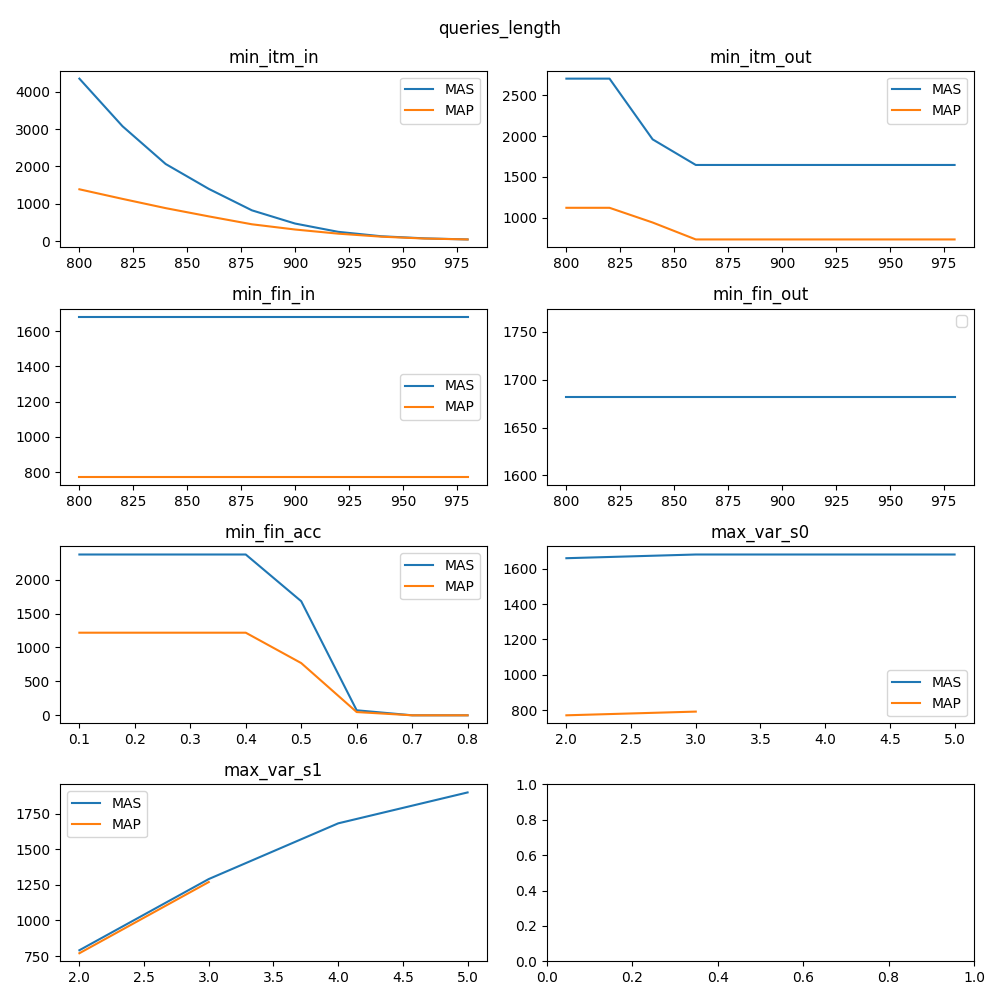 queries_length
min_itm_in
4000
3000
2000
1000
0
MAS
MAP
800 825 850 875 900 925 950 975
min_itm_out
2500
2000
1500
1000
MAS
MAP
800 825 850 875 900 925 950 975
min_fin_in
1600
1400
1200
1000
800
MAS
MAP
800 825 850 875 900 925 950 975
min_fin_out
1750
1700
1650
1600
800 825 850 875 900 925 950 975
min_fin_acc
2000
1500
1000
500
0
MAS
MAP
0.1 0.2 0.3 0.4 0.5 0.6 0.7 0.8
max_var_s0
1600
1400
1200
1000
800
MAS
MAP
2.0 2.5 3.0 3.5 4.0 4.5 5.0
max_var_s1
1750
1500
1250
1000
750
MAS
MAP
2.0 2.5 3.0 3.5 4.0 4.5 5.0
1.0
0.8
0.6
0.4
0.2
0.0
0.0 0.2 0.4 0.6 0.8 1.0